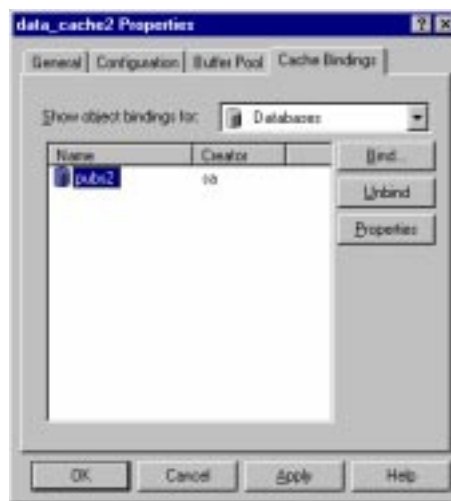 data_cache2 Properties
General Configuration Buffer Pool Cache Bindings
Show object bindings for: Databases
Name Creator Bind...
pubs2 sa
Unbind
Properties
OK Cancel Apply Help